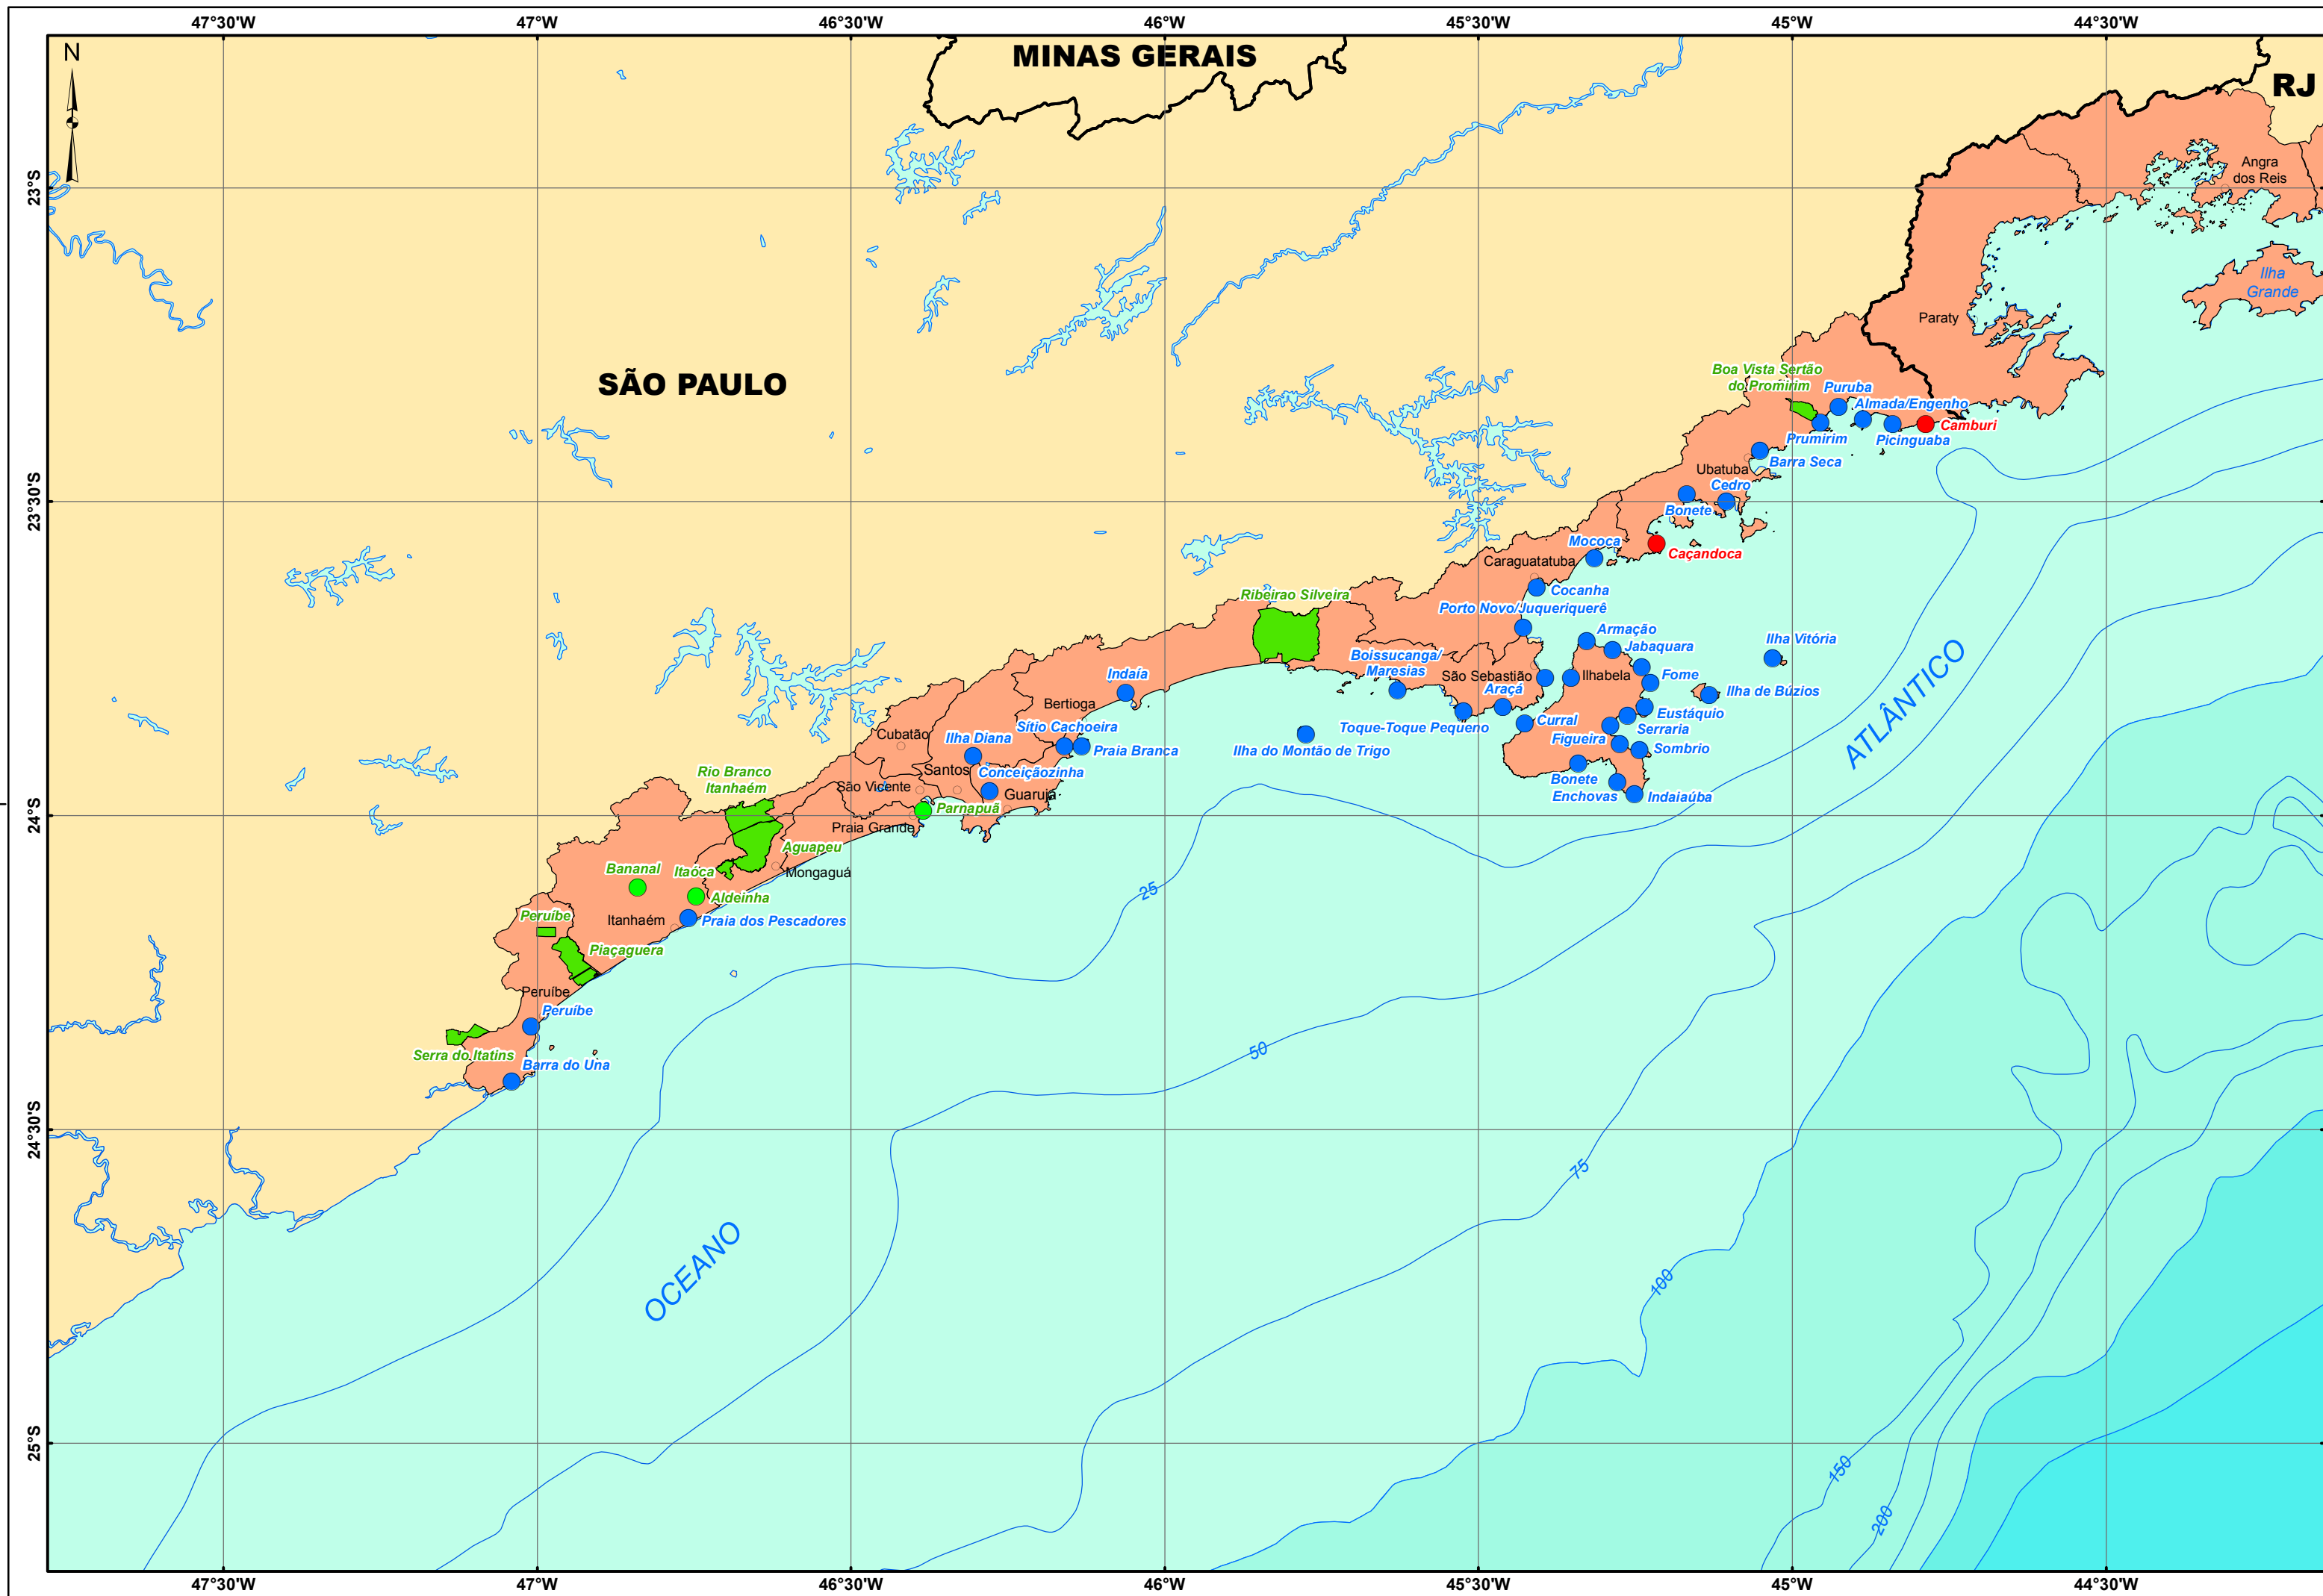 47°30'W 47°W 46°30'W 46°W 45°30'W 45°W 44°30'W
N
MINAS GERAIS
RJ
23°S
Angra
dos Reis
Ilha
Grande
Paraty
SÃO PAULO
Boa Vista Sertão
do Promirim
Puruba
Almada/Engenho
Camburi
Prumirim
Picinguaba
Barra Seca
Ubatuba
Cedro
23°30'S
Bonete
Mococa
Caçandoca
Caraguatatuba
Cocanha
Ribeirao Silveira
Porto Novo/Juqueriquerê
Armação
Jabaquara
Ilha Vitória
Boissucanga/
Maresias
São Sebastião
Ilhabela
Fome
Indaía
Araçá
Ilha de Búzios
Bertioga
Eustáquio
Curral
Sítio Cachoeira
Toque-Toque Pequeno
Serraria
Cubatão
Ilha Diana
Figueira
Praia Branca
Ilha do Montão de Trigo
Sombrio
ATLÂNTICO
Rio Branco
Itanhaém
Santos
Conceiçãozinha
Bonete
São Vicente
Guarujá
Enchovas
Indaiaúba
Parnapuã
24°S
Praia Grande
Aguapeu
Bananal
Itaóca
Mongaguá
25
Aldeinha
Peruíbe
Itanhaém
Praia dos Pescadores
Piaçaguera
Peruíbe
Peruíbe
50
Serra do Itatins
Barra do Una
24°30'S
75
OCEANO
100
25°S
150
200
47°30'W 47°W 46°30'W 46°W 45°30'W 45°W 44°30'W